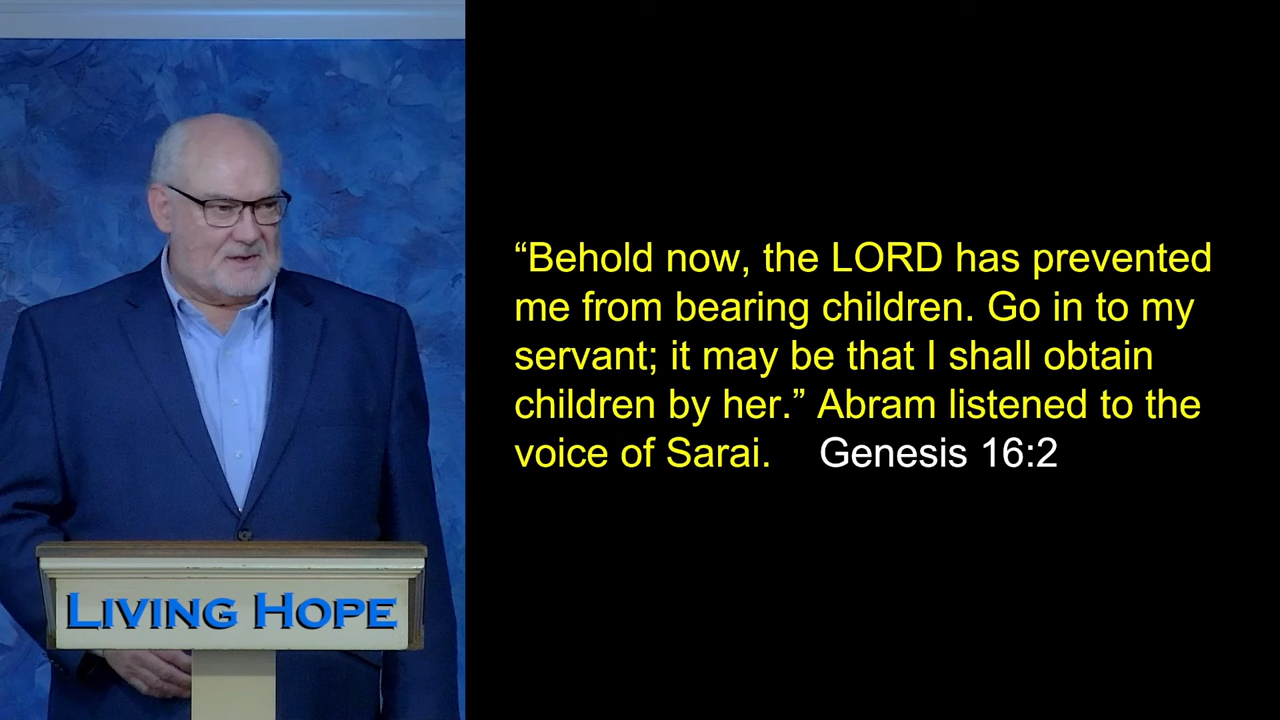 LIVING HOPE
“Behold now, the LORD has prevented
me from bearing children. Go in to my
servant; it may be that I shall obtain
children by her.” Abram listened to the
voice of Sarai. Genesis 16:2